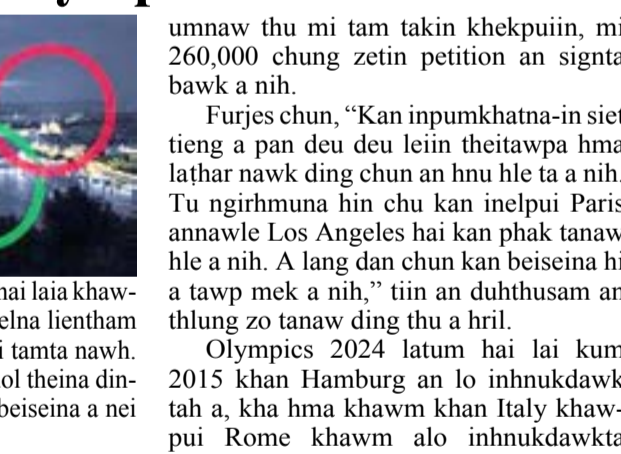 hai laia khaw-
elna lientham
i tamta nawh.
ol theina din-
beiseina a nei
umnaw thu mi tam takin khekpuiin, mi
260,000 chung zetin petition an signta
bawk a nih.
Furjes chun, “Kan inpumkhatna-in siet
tieng a pan deu deu leiin theitawpa hma
laṭhar nawk ding chun an hnu hle ta a nih.
Tu ngirhmuna hin chu kan inelpui Paris
annawle Los Angeles hai kan phak tanaw
hle a nih. A lang dan chun kan beiseina hi
a tawp mek a nih,” tiin an duhthusam an
thlung zo tanaw ding thu a hril.
Olympics 2024 latum hai lai kum
2015 khan Hamburg an lo inhnukdawk
tah a, kha hma khawm khan Italy khaw-
pui Rome khawm alo inhnukdawkta